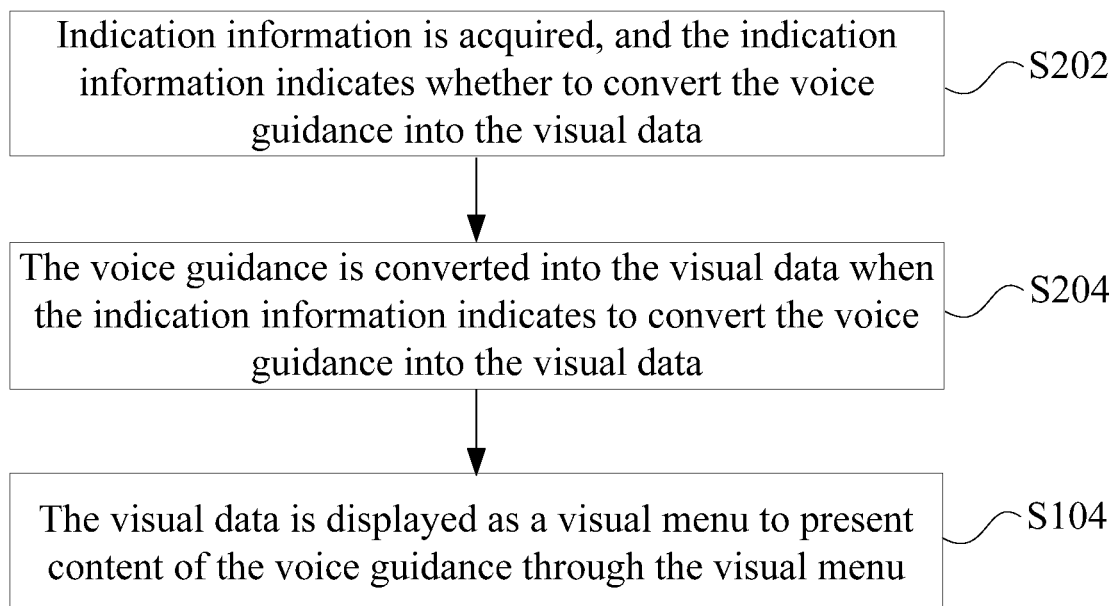 Indication information is acquired, and the indication
information indicates whether to convert the voice
guidance into the visual data
S202
The voice guidance is converted into the visual data when
the indication information indicates to convert the voice
guidance into the visual data
S204
The visual data is displayed as a visual menu to present
content of the voice guidance through the visual menu
S104